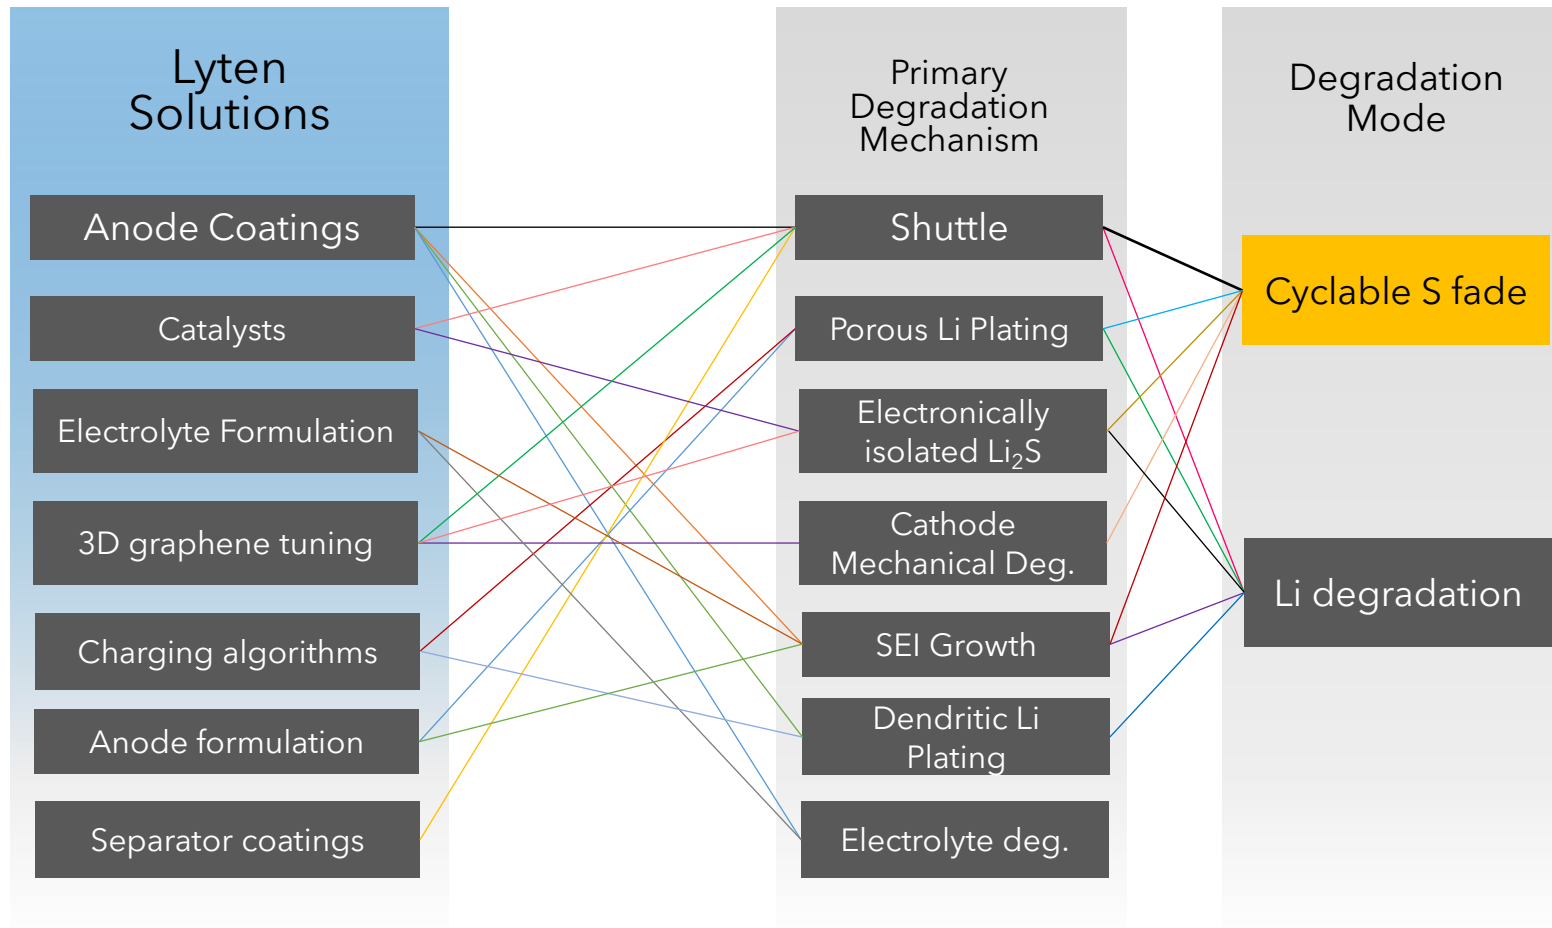 Lyten
Solutions
Anode Coatings
Catalysts
Electrolyte Formulation
3D graphene tuning
Charging algorithms
Anode formulation
Separator coatings
Primary
Degradation
Mechanism
Shuttle
Porous Li Plating
Electronically
isolated Li₂S
Cathode
Mechanical Deg.
SEI Growth
Dendritic Li
Plating
Electrolyte deg.
Degradation
Mode
Cyclable S fade
Li degradation